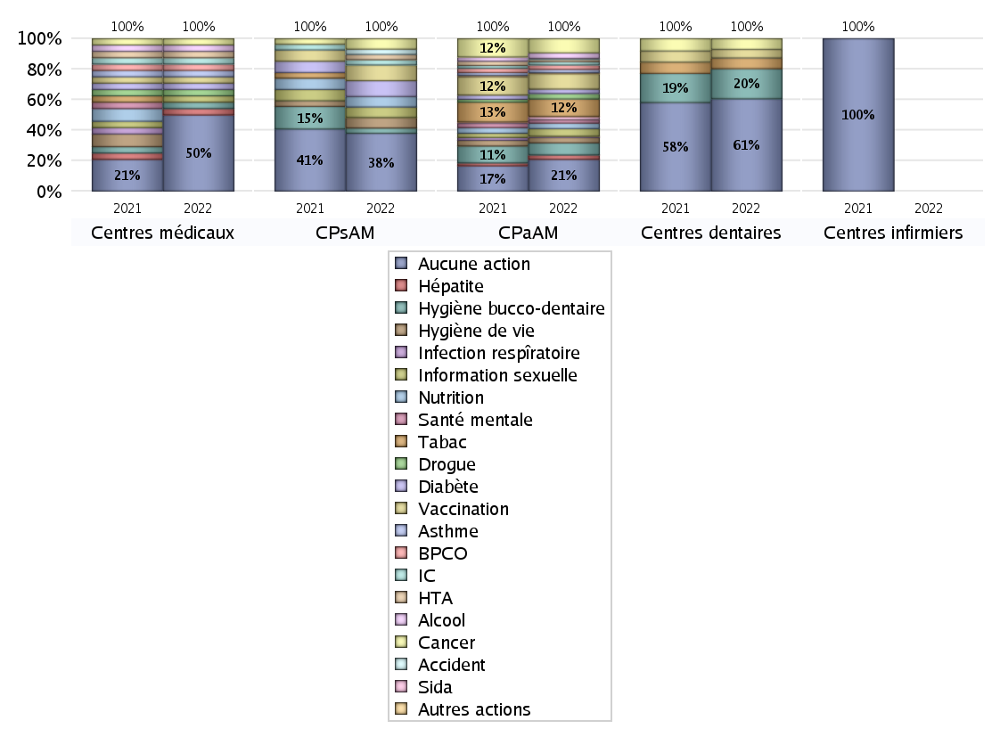 100% 100% 100% 100% 100% 100% 100% 100% 100%
100%
80%
60%
40%
20%
0%
21% 50%
15%
41% 38%
12%
12%
13% 12%
11%
17% 21%
19% 20%
58% 61%
100%
2021 2022 2021 2022 2021 2022 2021 2022 2021 2022
Centres médicaux CPsAM CPaAM Centres dentaires Centres infirmiers
Aucune action
Hépatite
Hygiène bucco-dentaire
Hygiène de vie
Infection respîratoire
Information sexuelle
Nutrition
Santé mentale
Tabac
Drogue
Diabète
Vaccination
Asthme
BPCO
IC
HTA
Alcool
Cancer
Accident
Sida
Autres actions